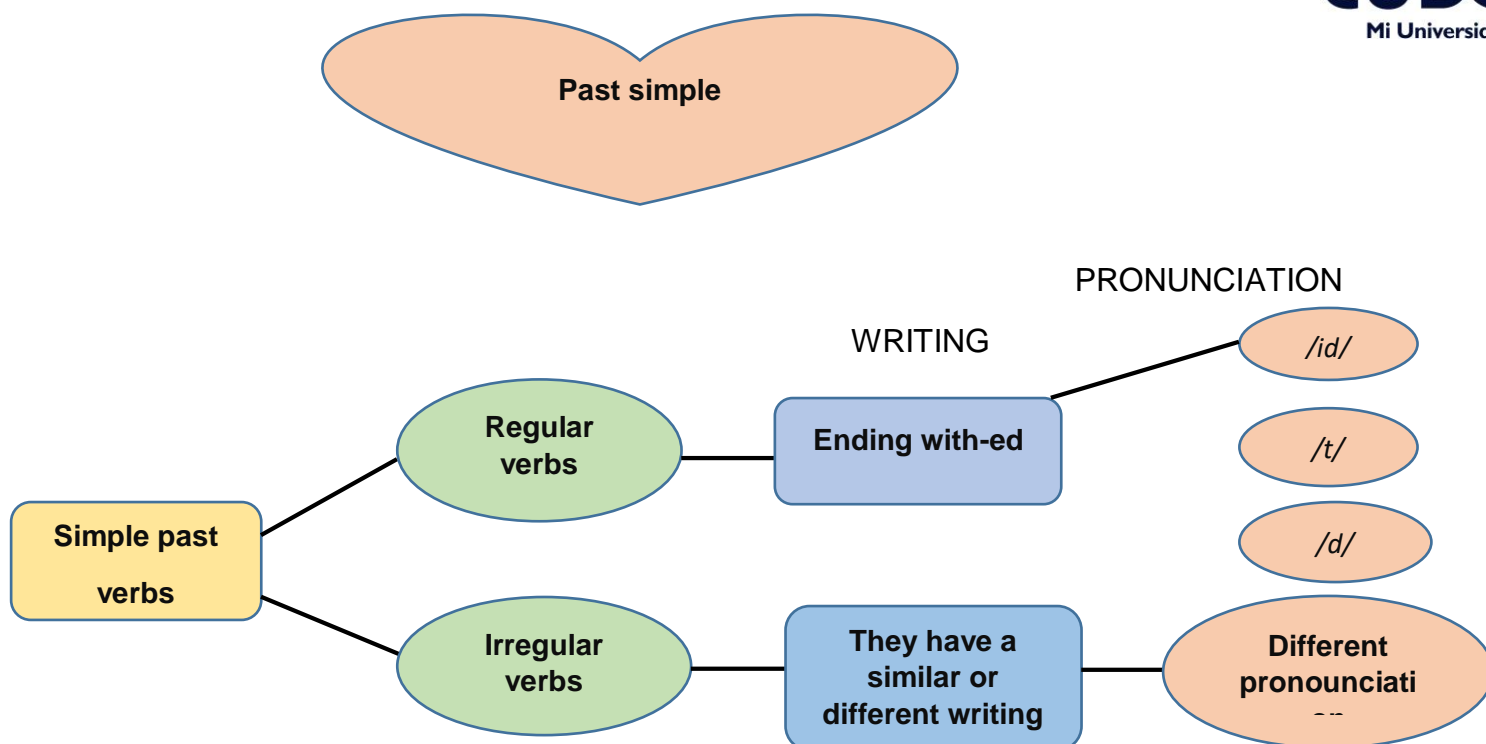 Mi Universid
Past simple
PRONUNCIATION
WRITING
/id/
Regular
verbs
Ending with-ed
/t/
/d/
Simple past
verbs
Irregular
verbs
They have a
similar or
different writing
Different
pronounciati